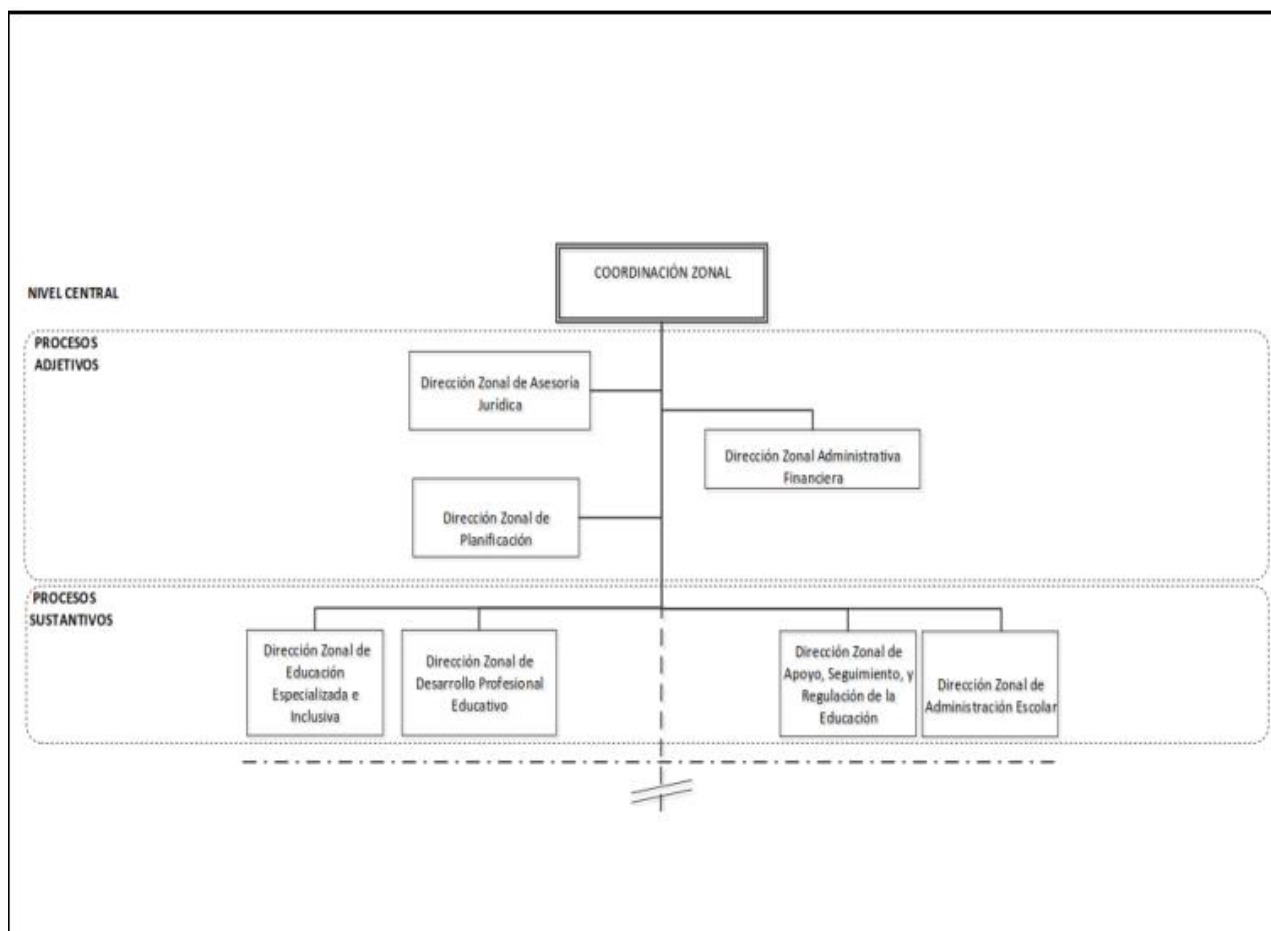 COORDINACIÓN ZONAL
NIVEL CENTRAL
PROCESOS
ADJETIVOS
Dirección Zonal de Asesoría
Jurídica
Dirección Zonal Administrativa
Financiera
Dirección Zonal de
Planificación
PROCESOS
SUSTANTIVOS
Dirección Zonal de
Educación
Especializada e
Inclusiva
Dirección Zonal de
Desarrollo Profesional
Educativo
Dirección Zonal de
Apoyo, Seguimiento, y
Regulación de la
Educación
Dirección Zonal de
Administración Escolar